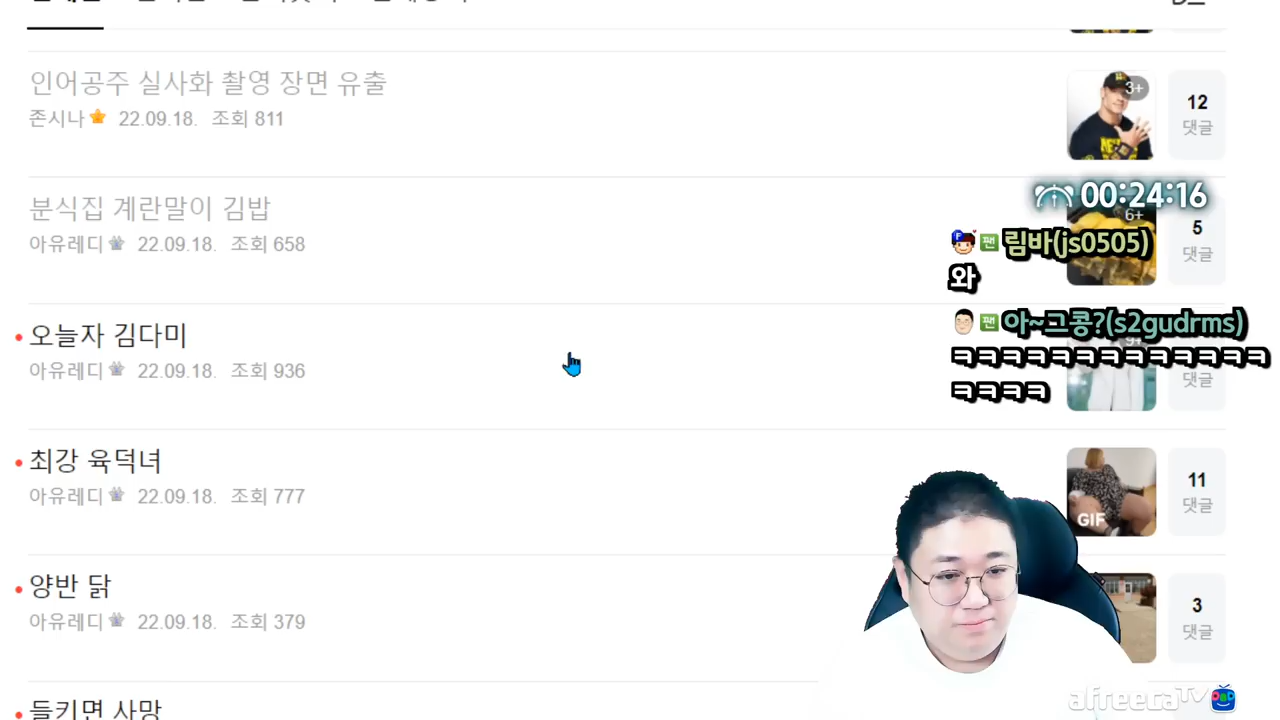 인어공주 실사화 촬영 장면 유출
존시나 22.09.18. 조회 811
3+
12
댓글
분식집 계란말이 김밥
아유레디 22.09.18. 조회 658
6+
5
댓글
00:24:16
짼 림바(js0505)
와
짼 아~그콩?(s2gudrms)
ㅋㅋㅋㅋㅋㅋㅋㅋㅋㅋㅋㅋ
ㅋㅋㅋㅋ
오늘자 김다미
아유레디 22.09.18. 조회 936
댓글
최강 육덕녀
아유레디 22.09.18. 조회 777
GIF
11
댓글
양반 닭
아유레디 22.09.18. 조회 379
3
댓글
들키면 사망
afreecaTV